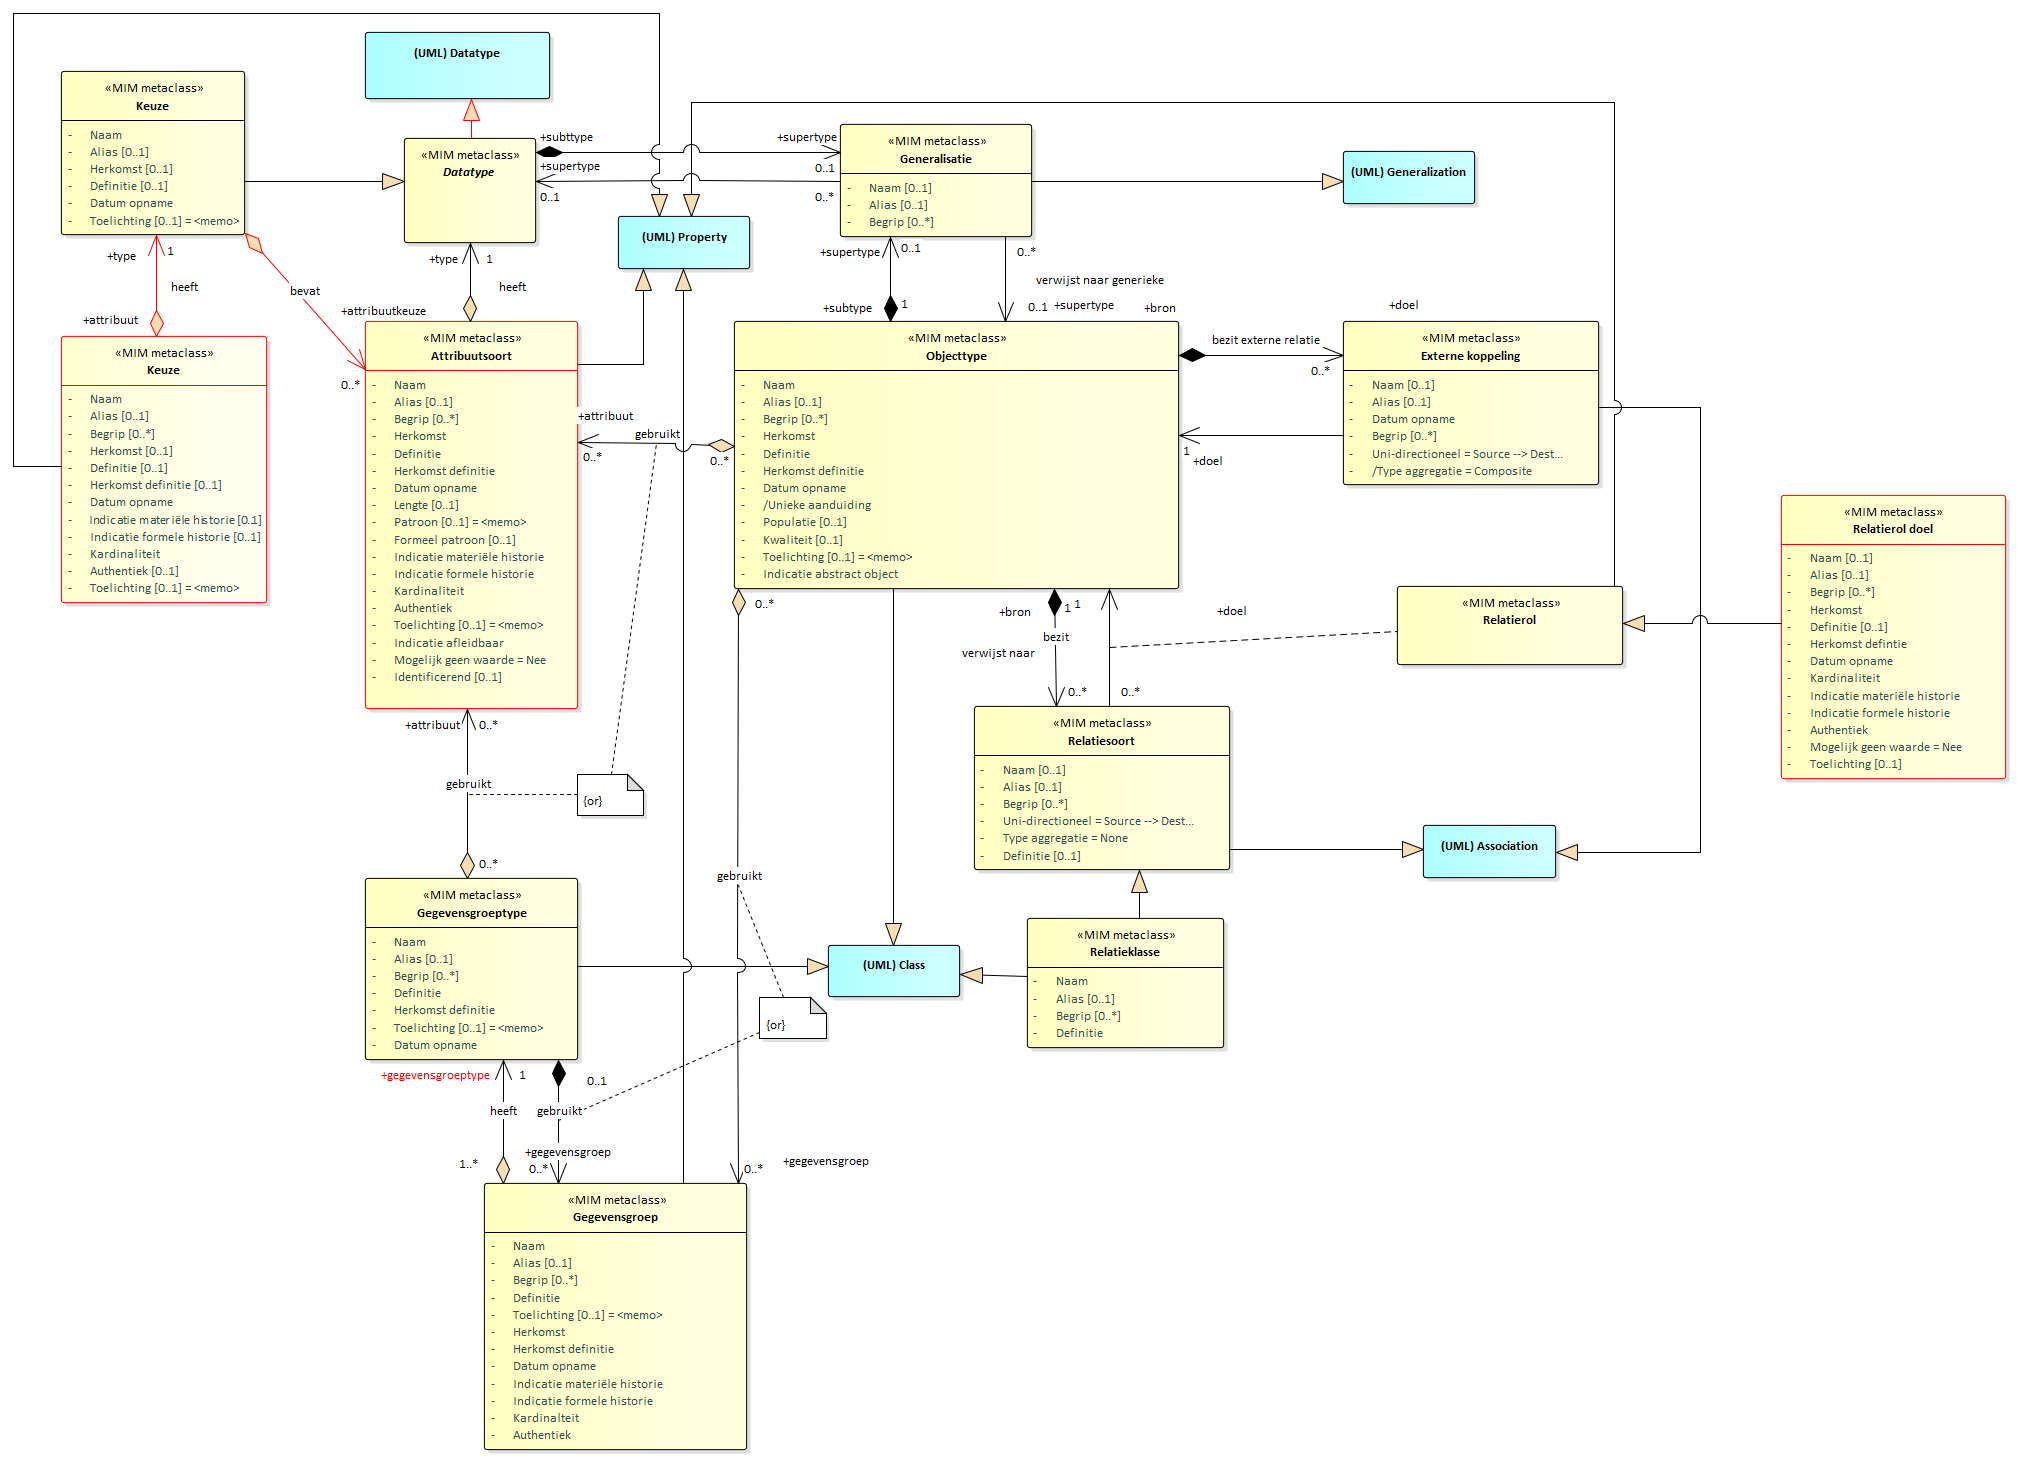 (UML) Datatype
«MIM metaclass»
Keuze
- Naam
- Alias [0..1]
- Herkomst [0..1]
- Definitie [0..1]
- Datum opname
- Toelichting [0..1] = <memo>
«MIM metaclass»
Datatype
+subttype
+supertype
0..1
+supertype
0..1
0..*
«MIM metaclass»
Generalisatie
- Naam [0..1]
- Alias [0..1]
- Begrip [0..*]
(UML) Generalization
(UML) Property
+type
1
heeft
+attribuut
bevat
+attribuutkeuze
0..*
+type
1
heeft
+supertype
0..1
+subtype
1
0..*
verwijst naar generieke
0..1
+supertype
+bron
+doel
bezit externe relatie
0..*
1
+doel
«MIM metaclass»
Keuze
- Naam
- Alias [0..1]
- Begrip [0..*]
- Herkomst [0..1]
- Definitie [0..1]
- Herkomst definitie [0..1]
- Datum opname
- Indicatie materiële historie [0.1]
- Indicatie formele historie [0..1]
- Kardinaliteit
- Authentiek [0..1]
- Toelichting [0..1] = <memo>
«MIM metaclass»
Attribuutsoort
- Naam
- Alias [0..1]
- Begrip [0..*]
- Herkomst
- Definitie
- Herkomst definitie
- Datum opname
- Lengte [0..1]
- Patroon [0..1] = <memo>
- Formeel patroon [0..1]
- Indicatie materiële historie
- Indicatie formele historie
- Kardinaliteit
- Authentiek
- Toelichting [0..1] = <memo>
- Indicatie afleidbaar
- Mogelijk geen waarde = Nee
- Identificerend [0..1]
+attribuut
gebruikt
0..*
0..*
«MIM metaclass»
Objecttype
- Naam
- Alias [0..1]
- Begrip [0..*]
- Herkomst
- Definitie
- Herkomst definitie
- Datum opname
- /Unieke aanduiding
- Populatie [0..1]
- Kwaliteit [0..1]
- Toelichting [0..1] = <memo>
- Indicatie abstract object
«MIM metaclass»
Externe koppeling
- Naam [0..1]
- Alias [0..1]
- Datum opname
- Begrip [0..*]
- Uni-directioneel = Source --> Dest...
- /Type aggregatie = Composite
«MIM metaclass»
Relatierol doel
- Naam [0..1]
- Alias [0..1]
- Begrip [0..*]
- Herkomst
- Definitie [0..1]
- Herkomst defintie
- Datum opname
- Kardinaliteit
- Indicatie materiële historie
- Indicatie formele historie
- Authentiek
- Mogelijk geen waarde = Nee
- Toelichting [0..1]
«MIM metaclass»
Relatierol
0..*
+bron
1
1
+doel
bezit
verwijst naar
0..*
0..*
«MIM metaclass»
Relatiesoort
- Naam [0..1]
- Alias [0..1]
- Begrip [0..*]
- Uni-directioneel = Source --> Dest...
- Type aggregatie = None
- Definitie [0..1]
(UML) Association
+attribuut
0..*
gebruikt
{or}
0..*
gebruikt
«MIM metaclass»
Gegevensgroeptype
- Naam
- Alias [0..1]
- Begrip [0..*]
- Definitie
- Herkomst definitie
- Toelichting [0..1] = <memo>
- Datum opname
(UML) Class
«MIM metaclass»
Relatieklasse
- Naam
- Alias [0..1]
- Begrip [0..*]
- Definitie
{or}
+gegevensgroeptype
1
0..1
heeft
gebruikt
+gegevensgroep
1..*
0..*
0..*
+gegevensgroep
«MIM metaclass»
Gegevensgroep
- Naam
- Alias [0..1]
- Begrip [0..*]
- Definitie
- Toelichting [0..1] = <memo>
- Herkomst
- Herkomst definitie
- Datum opname
- Indicatie materiële historie
- Indicatie formele historie
- Kardinalteit
- Authentiek